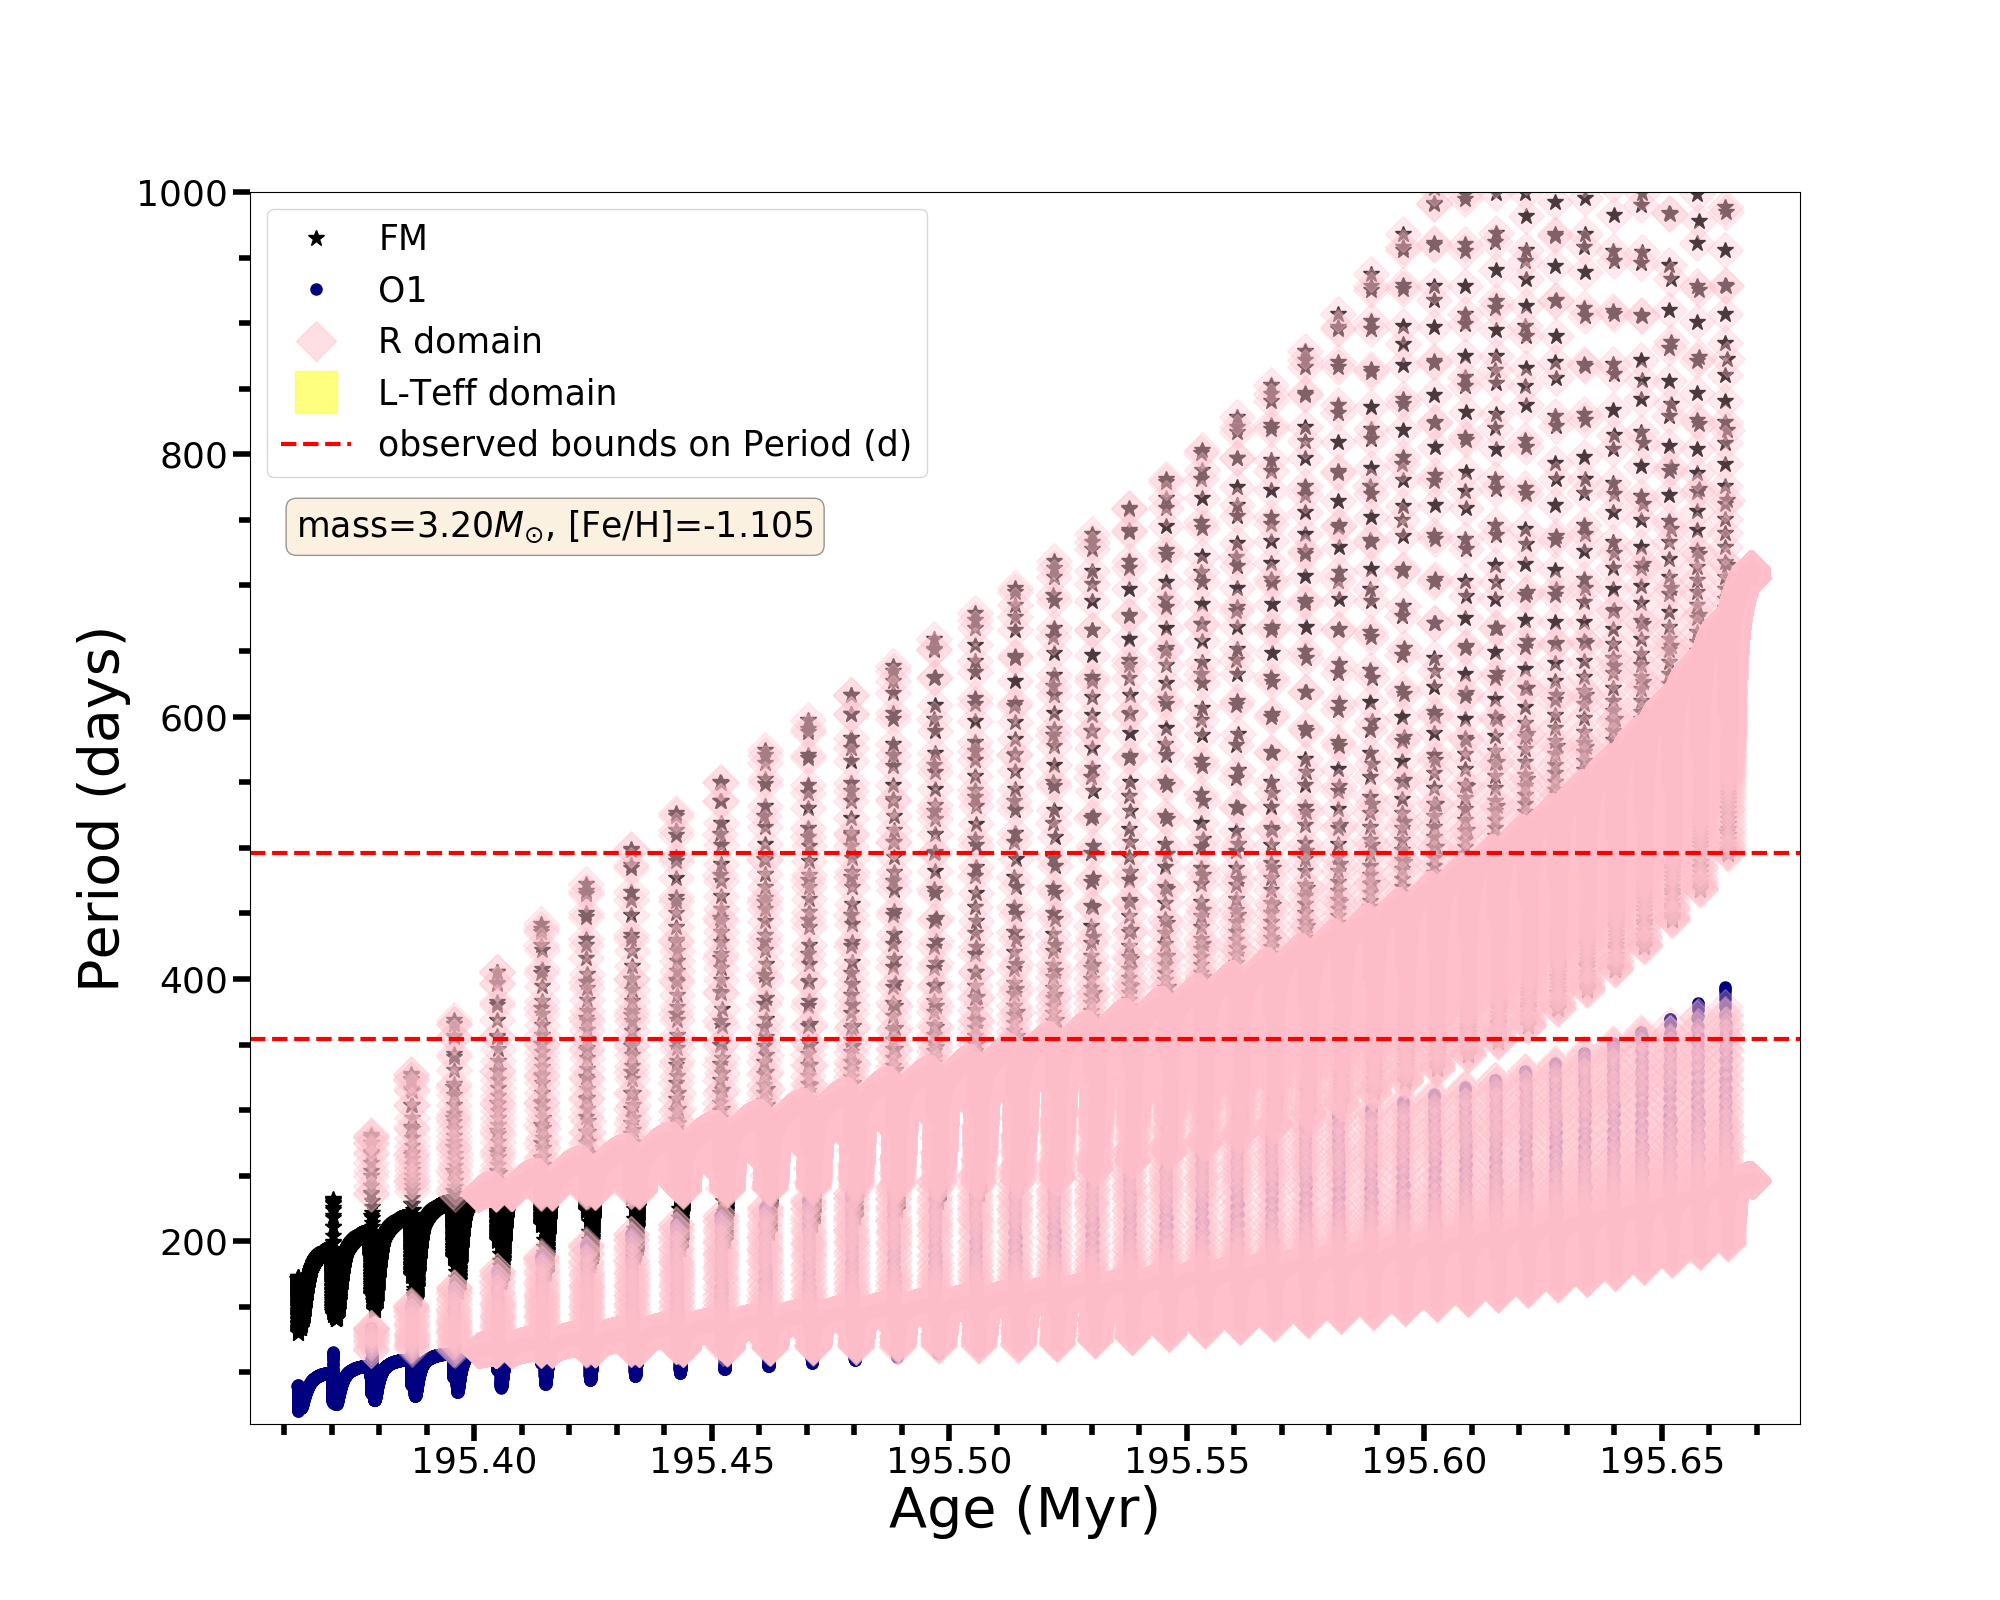 1000
800
600
400
200
Period (days)
FM
O1
R domain
L-Teff domain
observed bounds on Period (d)
mass=3.20M☉, [Fe/H]=-1.105
195.40 195.45 195.50 195.55 195.60 195.65
Age (Myr)